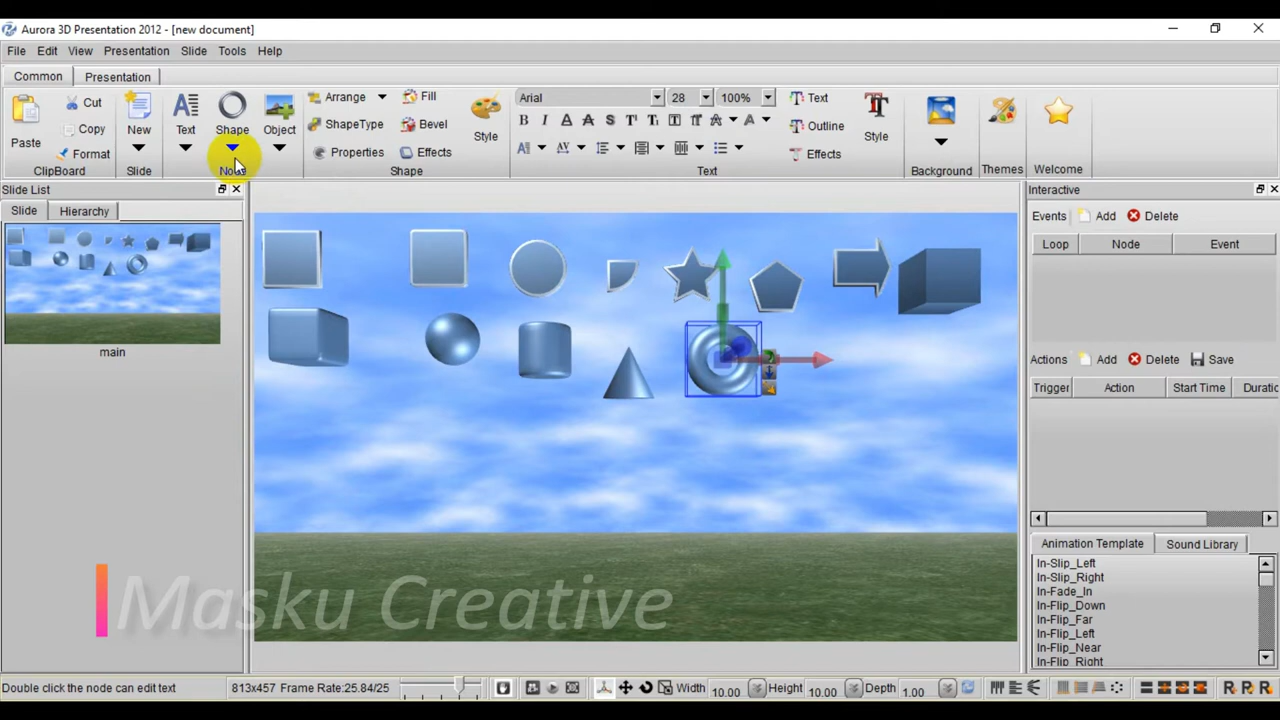 Aurora 3D Presentation 2012 - [new document]
File Edit View Presentation Slide Tools Help
Common Presentation
Paste
Cut
Copy
Format
ClipBoard
New
Slide
Text
Shape
Object
Arrange
Fill
ShapeType
Bevel
Properties
Effects
Style
Shape
Arial 28 100%
Text
Outline
Effects
Style
Text
Background
Themes
Welcome
Slide List
Slide Hierarchy
main
Interactive
Events Add Delete
Loop Node Event
Actions Add Delete Save
Trigger Action Start Time
Animation Template Sound Library
In-Slip_Left
In-Slip_Right
In-Fade_In
In-Flip_Down
In-Flip_Far
In-Flip_Left
In-Flip_Near
In-Flip_Right
Masku Creative
Double click the node can edit text 813x457 Frame Rate:25.84/25 Width 10.00 Height 10.00 Depth 1.00